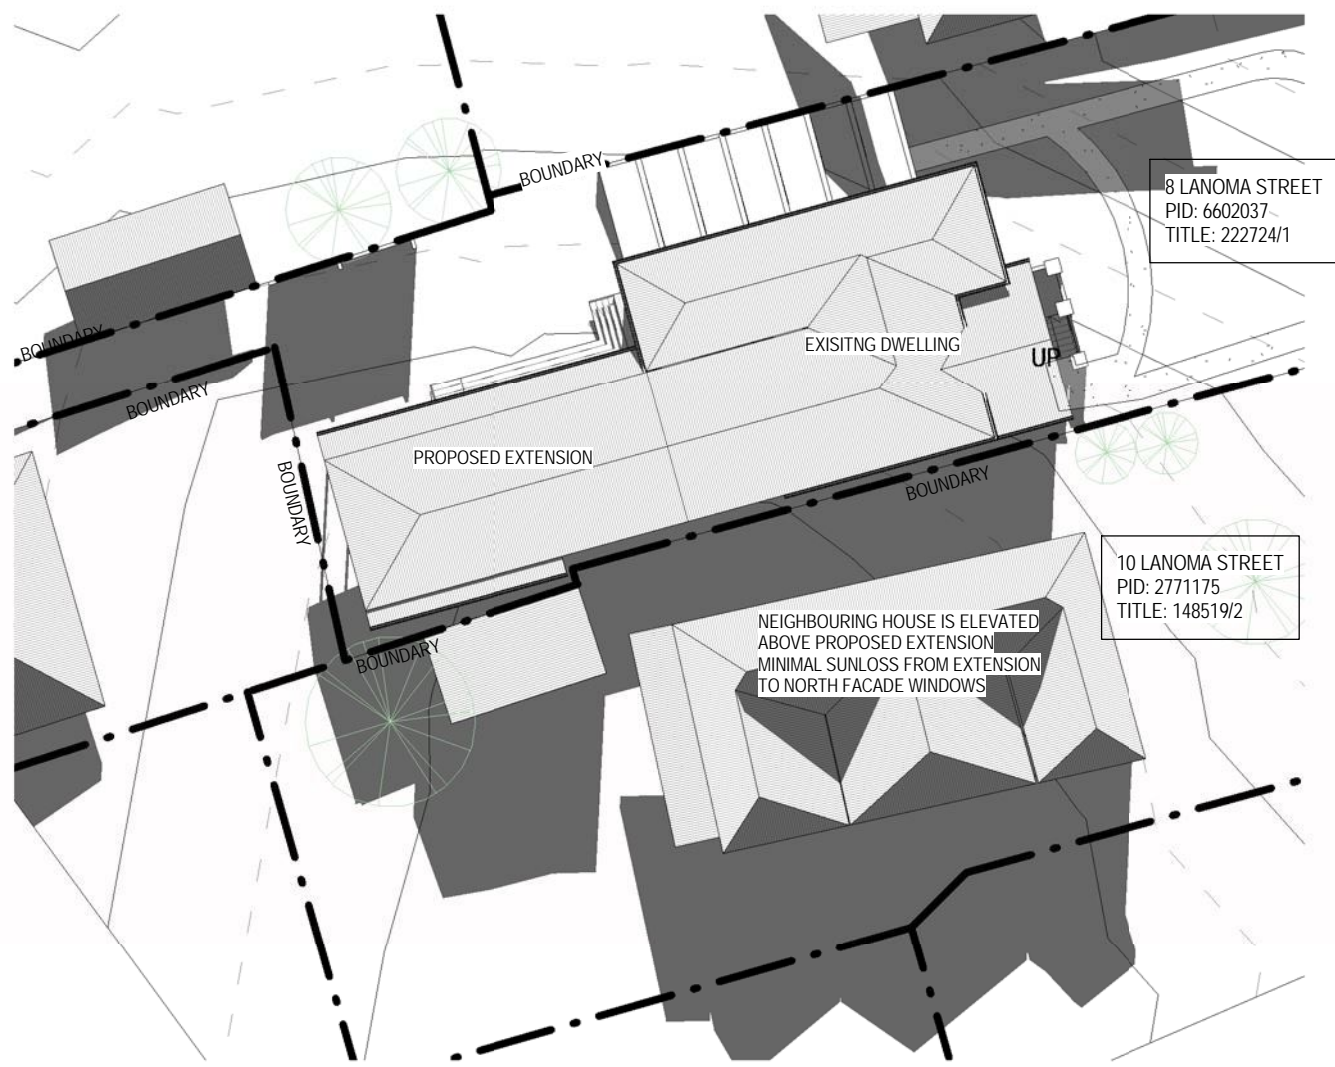 BOUNDARY
8 LANOMA STREET
PID: 6602037
TITLE: 222724/1
BOUNDARY
EXISITNG DWELLING
UP
BOUNDARY
PROPOSED EXTENSION
BOUNDARY
BOUNDARY
10 LANOMA STREET
PID: 2771175
TITLE: 148519/2
NEIGHBOURING HOUSE IS ELEVATED
ABOVE PROPOSED EXTENSION
MINIMAL SUNLOSS FROM EXTENSION
TO NORTH FACADE WINDOWS
BOUNDARY